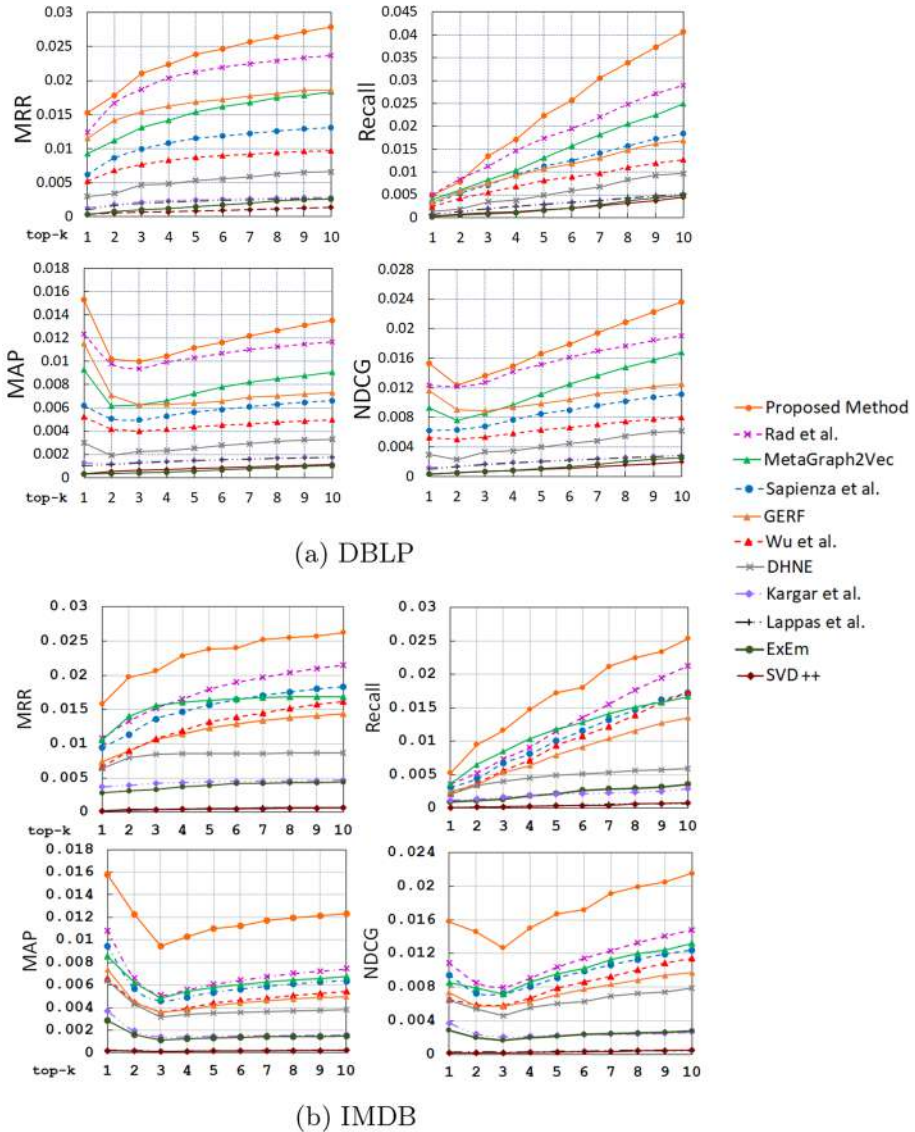 MRR
0.03
0.025
0.02
0.015
0.01
0.005
0
top-k 1 2 3 4 5 6 7 8 9 10
Recall
0.045
0.04
0.035
0.03
0.025
0.02
0.015
0.01
0.005
0
1 2 3 4 5 6 7 8 9 10
MAP
0.018
0.016
0.014
0.012
0.01
0.008
0.006
0.004
0.002
0
top-k 1 2 3 4 5 6 7 8 9 10
NDCG
0.028
0.024
0.02
0.016
0.012
0.008
0.004
0
1 2 3 4 5 6 7 8 9 10
(a) DBLP
MRR
0.03
0.025
0.02
0.015
0.01
0.005
0
top-k 1 2 3 4 5 6 7 8 9 10
Recall
0.03
0.025
0.02
0.015
0.01
0.005
0
1 2 3 4 5 6 7 8 9 10
MAP
0.018
0.016
0.014
0.012
0.01
0.008
0.006
0.004
0.002
0
top-k 1 2 3 4 5 6 7 8 9 10
NDCG
0.024
0.02
0.016
0.012
0.008
0.004
0
1 2 3 4 5 6 7 8 9 10
(b) IMDB
Proposed Method
Rad et al.
MetaGraph2Vec
Sapienza et al.
GERF
Wu et al.
DHNE
Kargar et al.
Lappas et al.
ExEm
SVD ++